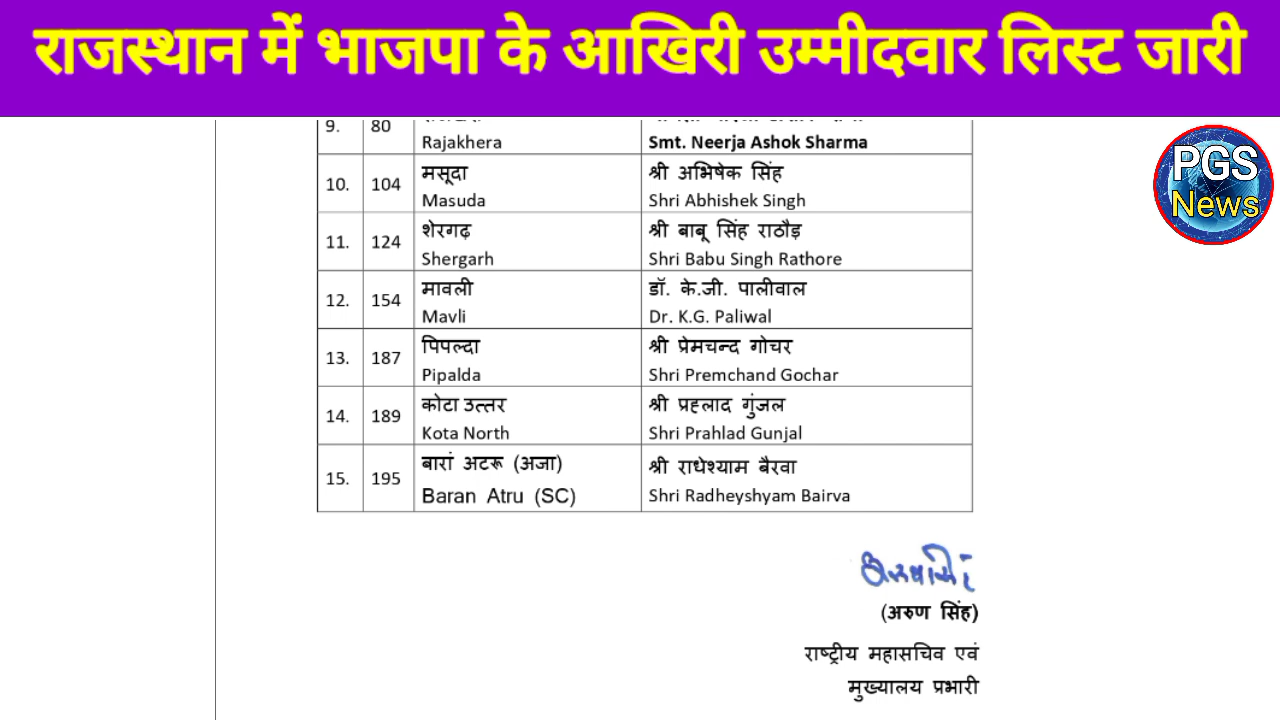 राजस्थान में भाजपा के आखिरी उम्मीदवार लिस्ट जारी
PGS
News
9. 80
Rajakhera Smt. Neerja Ashok Sharma
10. 104 मसूदा श्री अभिषेक सिंह
Masuda Shri Abhishek Singh
11. 124 शेरगढ़ श्री बाबू सिंह राठौड़
Shergarh Shri Babu Singh Rathore
12. 154 मावली डॉ. के.जी. पालीवाल
Mavli Dr. K.G. Paliwal
13. 187 पिपल्दा श्री प्रेमचन्द गोचर
Pipalda Shri Premchand Gochar
14. 189 कोटा उत्तर श्री प्रहलाद गुंजल
Kota North Shri Prahlad Gunjal
15. 195 बारां अटरू (अजा) श्री राधेश्याम बैरवा
Baran Atru (SC) Shri Radheyshyam Bairva
(अरुण सिंह)
राष्ट्रीय महासचिव एवं
मुख्यालय प्रभारी